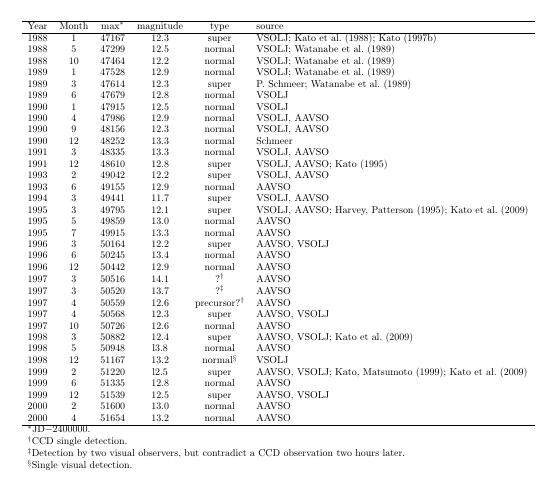 Year Month max* magnitude type source
1988 1 47167 12.3 super VSOLJ; Kato et al. (1988); Kato (1997b)
1988 5 47299 12.5 normal VSOLJ; Watanabe et al. (1989)
1988 10 47464 12.2 normal VSOLJ; Watanabe et al. (1989)
1989 1 47528 12.9 normal VSOLJ; Watanabe et al. (1989)
1989 3 47614 12.3 super P. Schmeer; Watanabe et al. (1989)
1989 6 47679 12.8 normal VSOLJ
1990 1 47915 12.5 normal VSOLJ
1990 4 47986 12.9 normal VSOLJ, AAVSO
1990 9 48156 12.3 normal VSOLJ, AAVSO
1990 12 48252 13.3 normal Schmeer
1991 3 48335 13.3 normal VSOLJ, AAVSO
1991 12 48610 12.8 super VSOLJ, AAVSO; Kato (1995)
1993 2 49042 12.2 super VSOLJ, AAVSO
1993 6 49155 12.9 normal AAVSO
1994 3 49441 11.7 super VSOLJ, AAVSO
1995 3 49795 12.1 super VSOLJ, AAVSO; Harvey, Patterson (1995); Kato et al. (2009)
1995 5 49859 13.0 normal AAVSO
1995 7 49915 13.3 normal AAVSO
1996 3 50164 12.2 super AAVSO, VSOLJ
1996 6 50245 13.4 normal AAVSO
1996 12 50442 12.9 normal AAVSO
1997 3 50516 14.1 ?† AAVSO
1997 3 50520 13.7 ?‡ AAVSO
1997 4 50559 12.6 precursor?† AAVSO
1997 4 50568 12.3 super AAVSO, VSOLJ
1997 10 50726 12.6 normal AAVSO
1998 3 50882 12.4 super AAVSO, VSOLJ; Kato et al. (2009)
1998 5 50948 l3.8 normal AAVSO
1998 12 51167 13.2 normal§ VSOLJ
1999 2 51220 l2.5 super AAVSO, VSOLJ; Kato, Matsumoto (1999); Kato et al. (2009)
1999 6 51335 12.8 normal AAVSO
1999 12 51539 12.5 super AAVSO, VSOLJ
2000 2 51600 13.0 normal AAVSO
2000 4 51654 13.2 normal AAVSO
*JD−2400000.
†CCD single detection.
‡Detection by two visual observers, but contradict a CCD observation two hours later.
§Single visual detection.